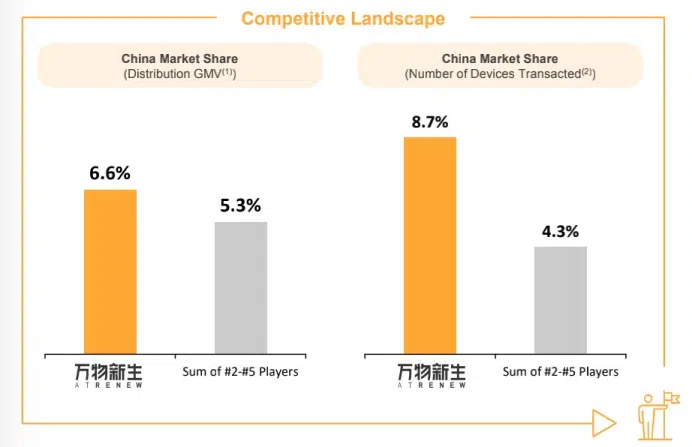 Competitive Landscape
China Market Share
(Distribution GMV(1))
6.6%
5.3%
万物新生
ATRENEW
Sum of #2-#5 Players
China Market Share
(Number of Devices Transacted(2))
8.7%
4.3%
万物新生
ATRENEW
Sum of #2-#5 Players